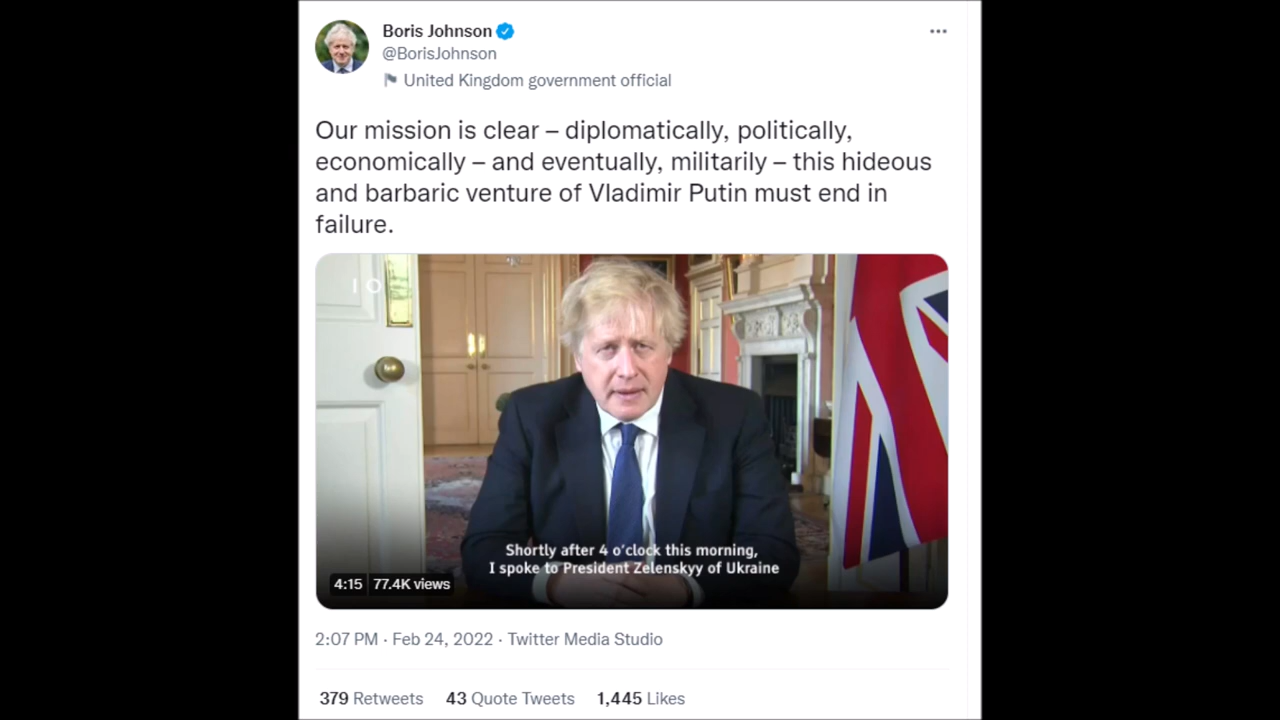 Boris Johnson
@BorisJohnson
United Kingdom government official
Our mission is clear – diplomatically, politically,
economically – and eventually, militarily – this hideous
and barbaric venture of Vladimir Putin must end in
failure.
10
Shortly after 4 o'clock this morning,
I spoke to President Zelenskyy of Ukraine
4:15 77.4K views
2:07 PM · Feb 24, 2022 · Twitter Media Studio
379 Retweets 43 Quote Tweets 1,445 Likes